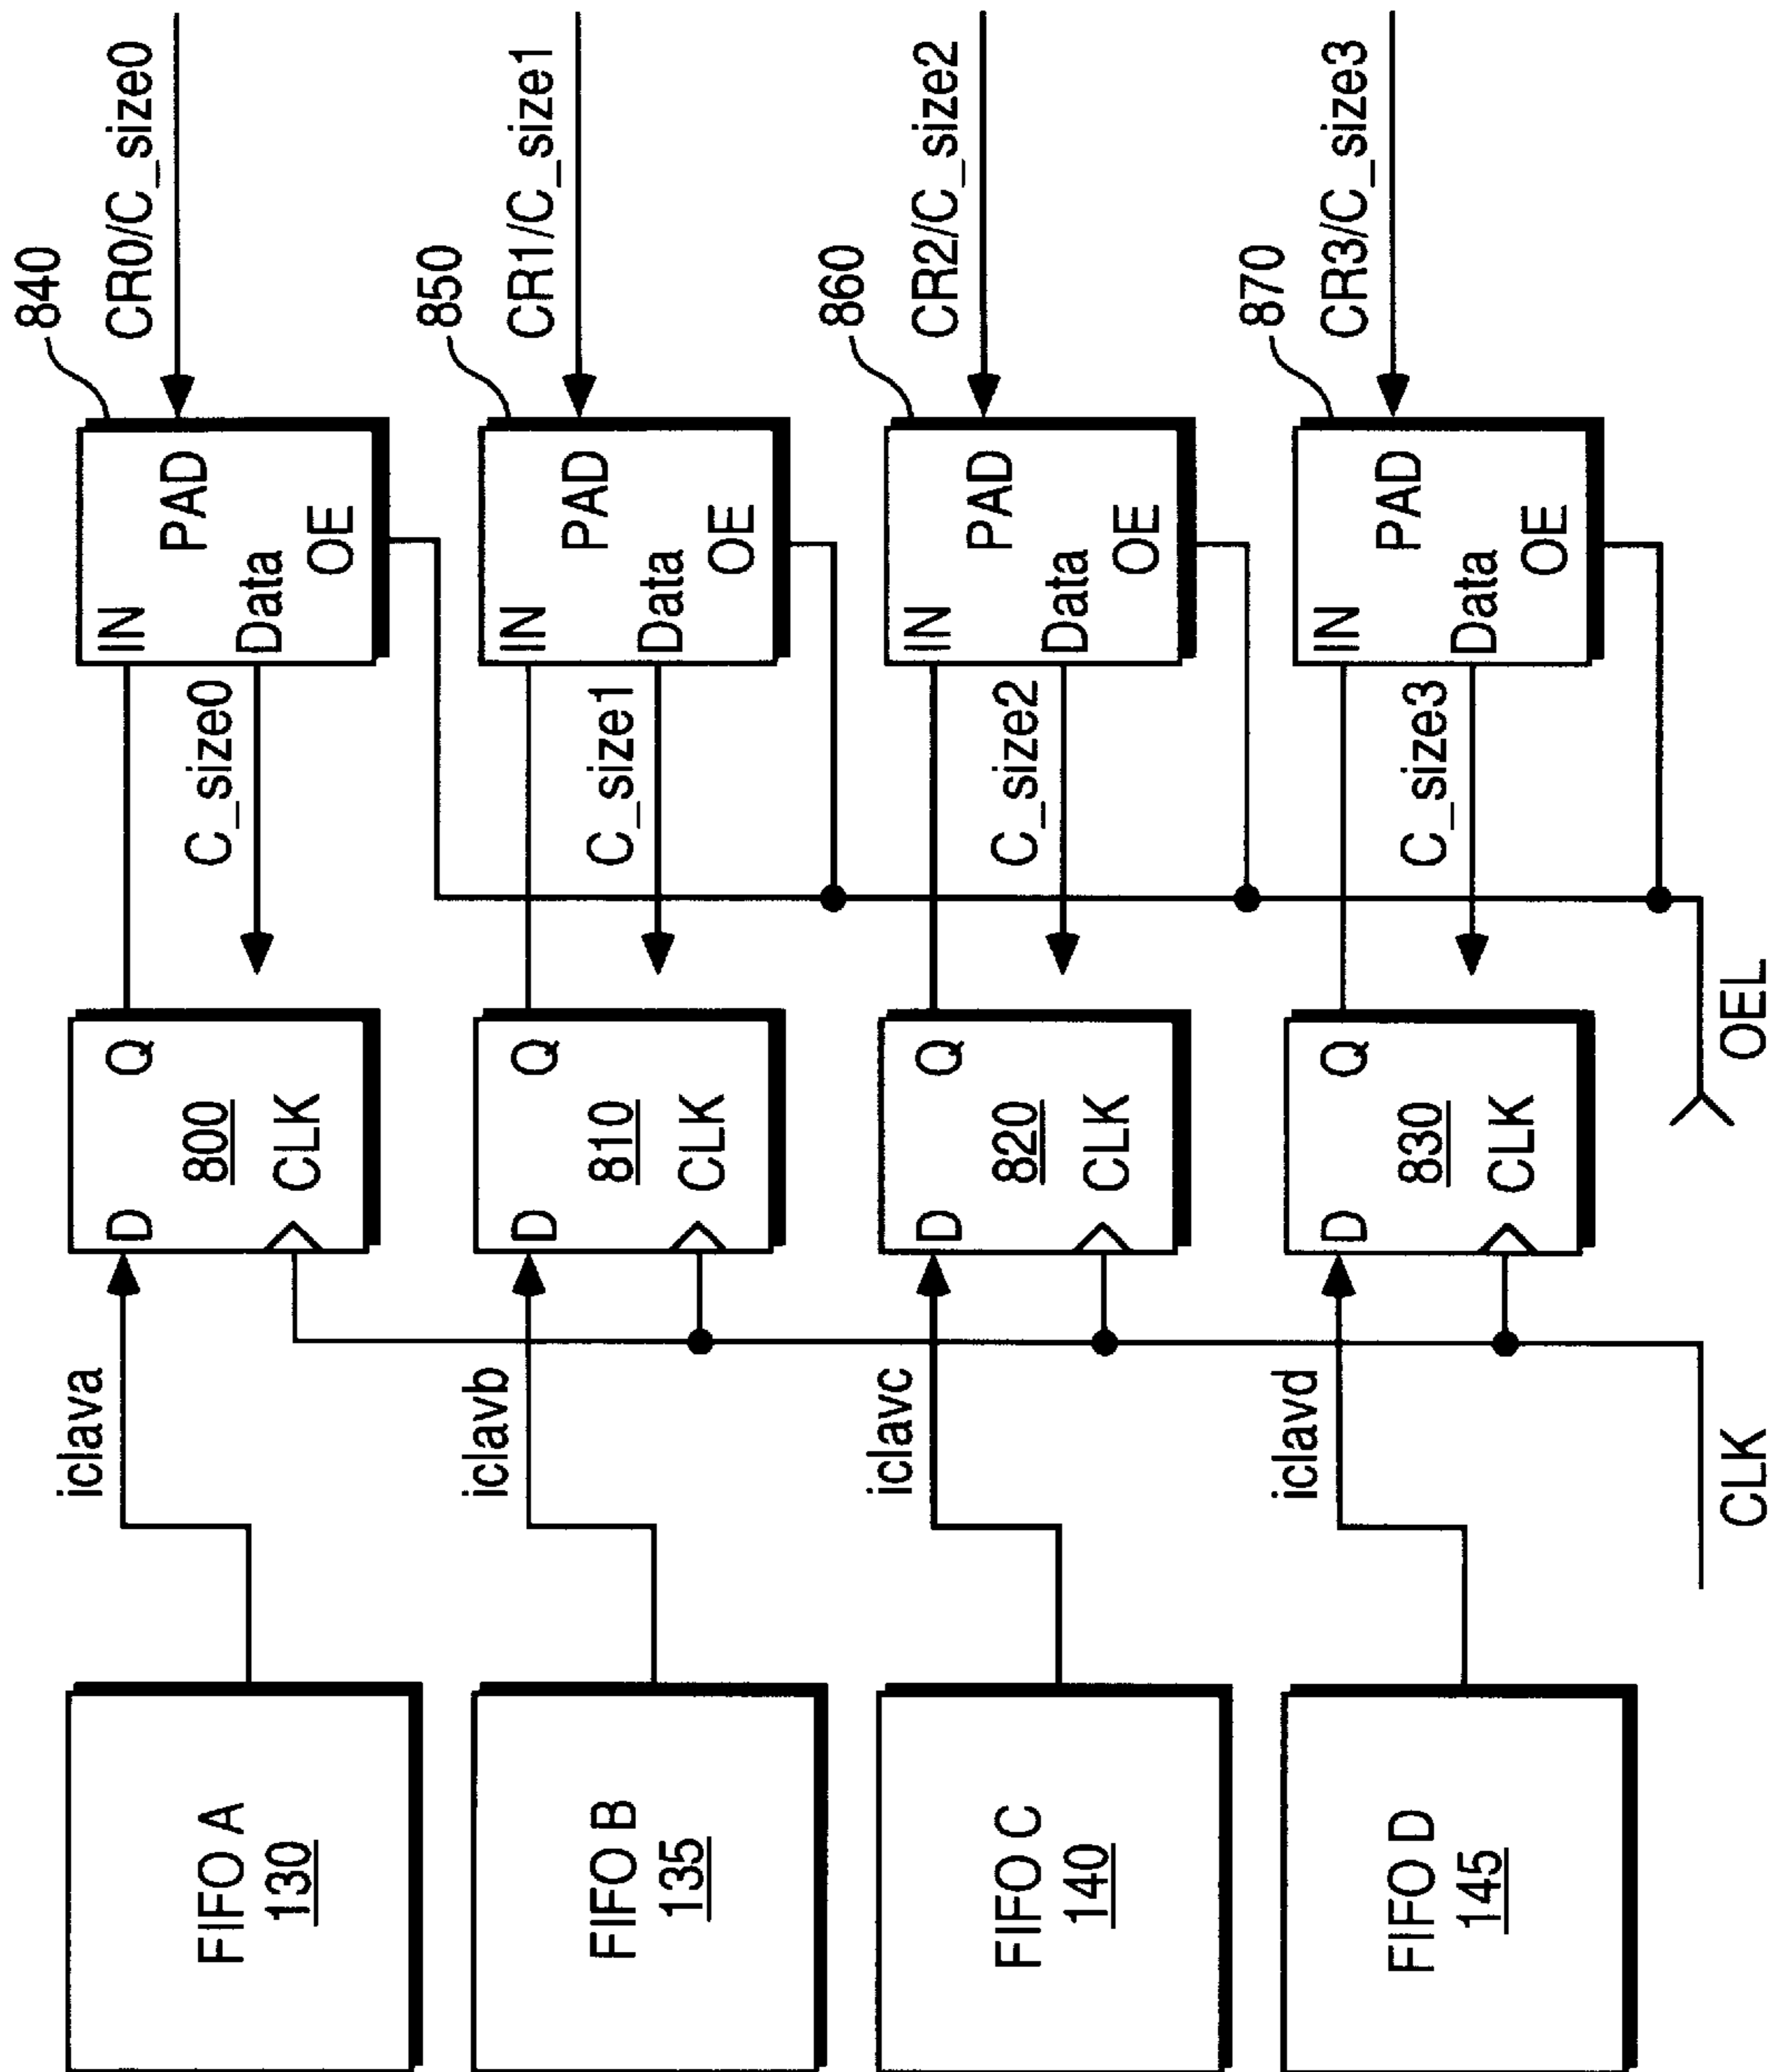 FIFO A
130
iclava
D
Q
800
CLK
C_size0
IN
PAD
Data
OE
840
CR0/C_size0
FIFO B
135
iclavb
D
Q
810
CLK
C_size1
IN
PAD
Data
OE
850
CR1/C_size1
FIFO C
140
iclavc
D
Q
820
CLK
C_size2
IN
PAD
Data
OE
860
CR2/C_size2
FIFO D
145
iclavd
D
Q
830
CLK
C_size3
IN
PAD
Data
OE
870
CR3/C_size3
CLK
OEL